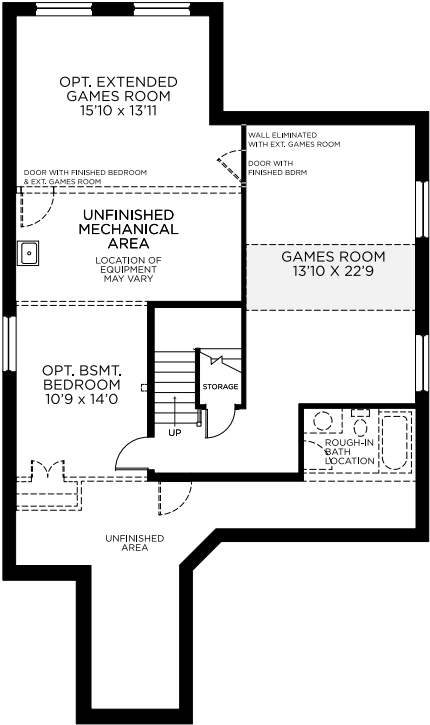 OPT. EXTENDED
GAMES ROOM
15'10 x 13'11
WALL ELIMINATED
WITH EXT. GAMES ROOM
DOOR WITH
FINISHED BDRM
DOOR WITH FINISHED BEDROOM
& EXT. GAMES ROOM
UNFINISHED
MECHANICAL
AREA
LOCATION OF
EQUIPMENT
MAY VARY
GAMES ROOM
13'10 X 22'9
OPT. BSMT.
BEDROOM
10'9 x 14'0
STORAGE
UP
ROUGH-IN
BATH
LOCATION
UNFINISHED
AREA